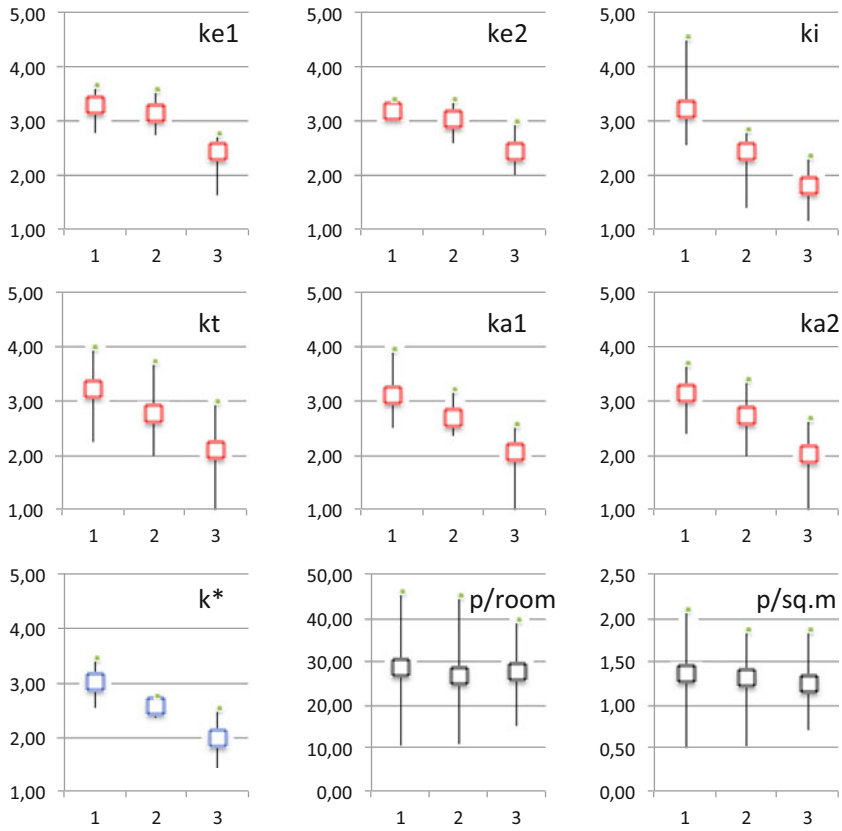 5,00 ke1 5,00 ke2 5,00 ki
4,00 4,00 4,00
3,00 3,00 3,00
2,00 2,00 2,00
1,00 1,00 1,00
1 2 3 1 2 3 1 2 3
5,00 kt 5,00 ka1 5,00 ka2
4,00 4,00 4,00
3,00 3,00 3,00
2,00 2,00 2,00
1,00 1,00 1,00
1 2 3 1 2 3 1 2 3
5,00 k* 50,00 p/room 2,50 p/sq.m
4,00 40,00 2,00
3,00 30,00 1,50
20,00 1,00
2,00 10,00 0,50
1,00 0,00 0,00
1 2 3 1 2 3 1 2 3